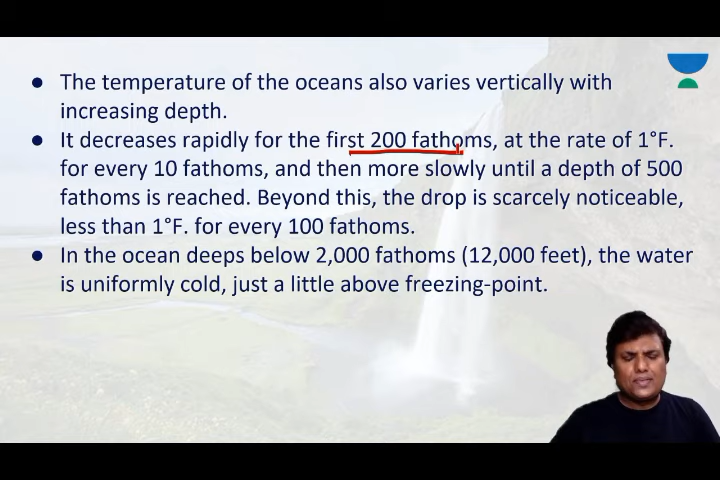 ● The temperature of the oceans also varies vertically with
increasing depth.
● It decreases rapidly for the first 200 fathoms, at the rate of 1°F.
for every 10 fathoms, and then more slowly until a depth of 500
fathoms is reached. Beyond this, the drop is scarcely noticeable,
less than 1°F. for every 100 fathoms.
● In the ocean deeps below 2,000 fathoms (12,000 feet), the water
is uniformly cold, just a little above freezing-point.